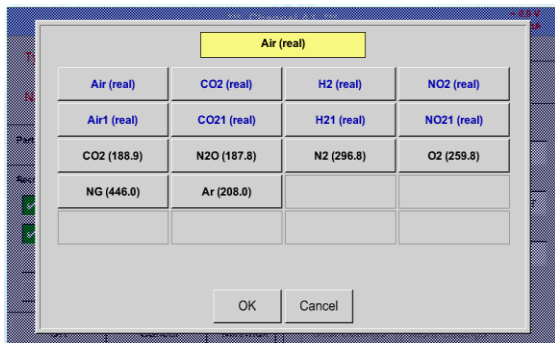 *** Channel A1 ***
Air (real)
Air (real) CO2 (real) H2 (real) NO2 (real)
Air1 (real) CO21 (real) H21 (real) NO21 (real)
CO2 (188.9) N2O (187.8) N2 (296.8) O2 (259.8)
NG (446.0) Ar (208.0)
OK Cancel